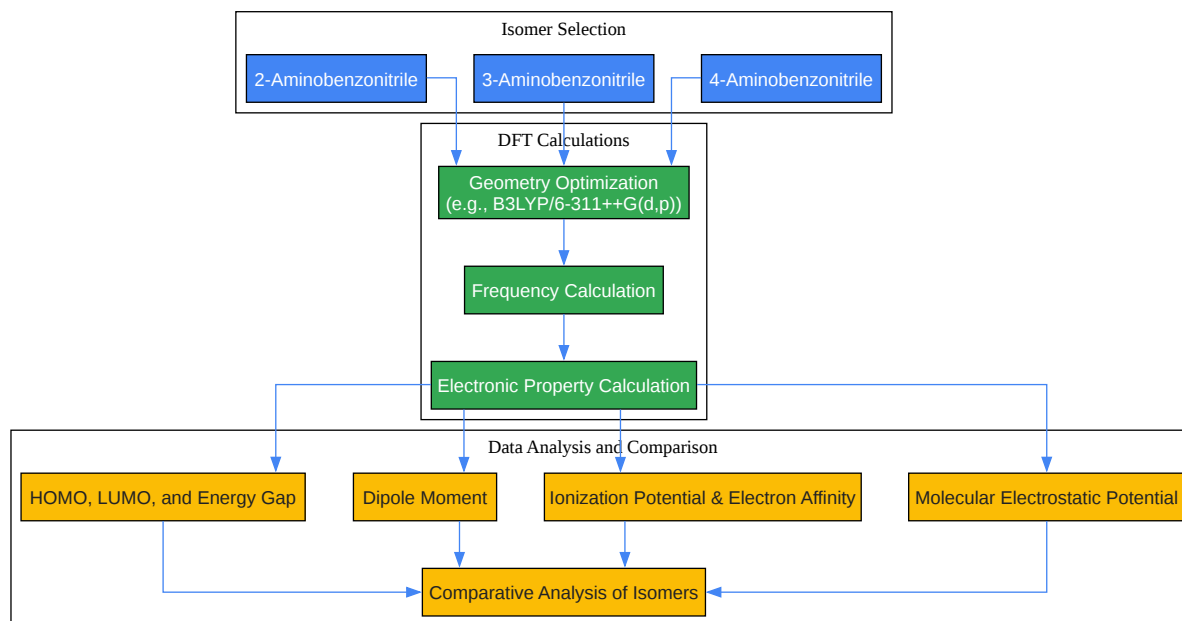 Isomer Selection
2-Aminobenzonitrile
3-Aminobenzonitrile
4-Aminobenzonitrile
DFT Calculations
Geometry Optimization
(e.g., B3LYP/6-311++G(d,p))
Frequency Calculation
Electronic Property Calculation
Data Analysis and Comparison
HOMO, LUMO, and Energy Gap
Dipole Moment
Ionization Potential & Electron Affinity
Molecular Electrostatic Potential
Comparative Analysis of Isomers